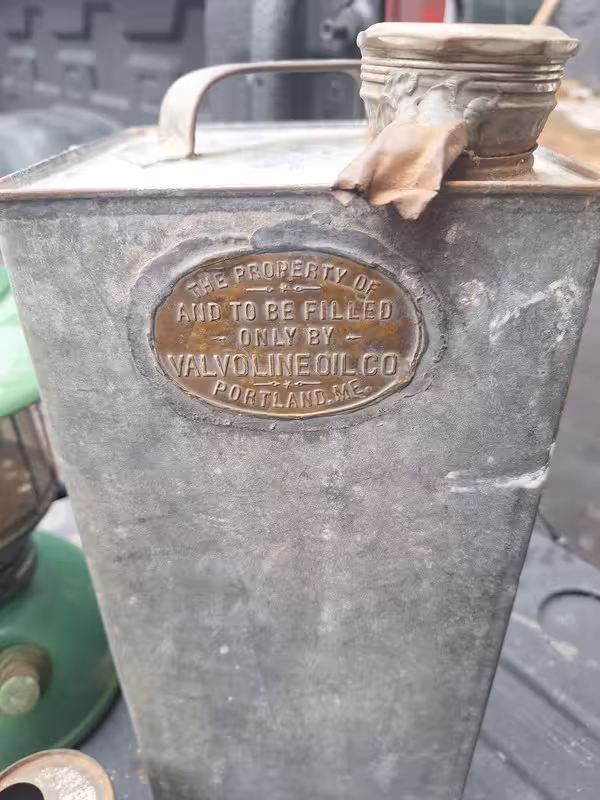 THE PROPERTY OF
AND TO BE FILLED
ONLY BY
VALVOLINE OIL CO
PORTLAND.ME.